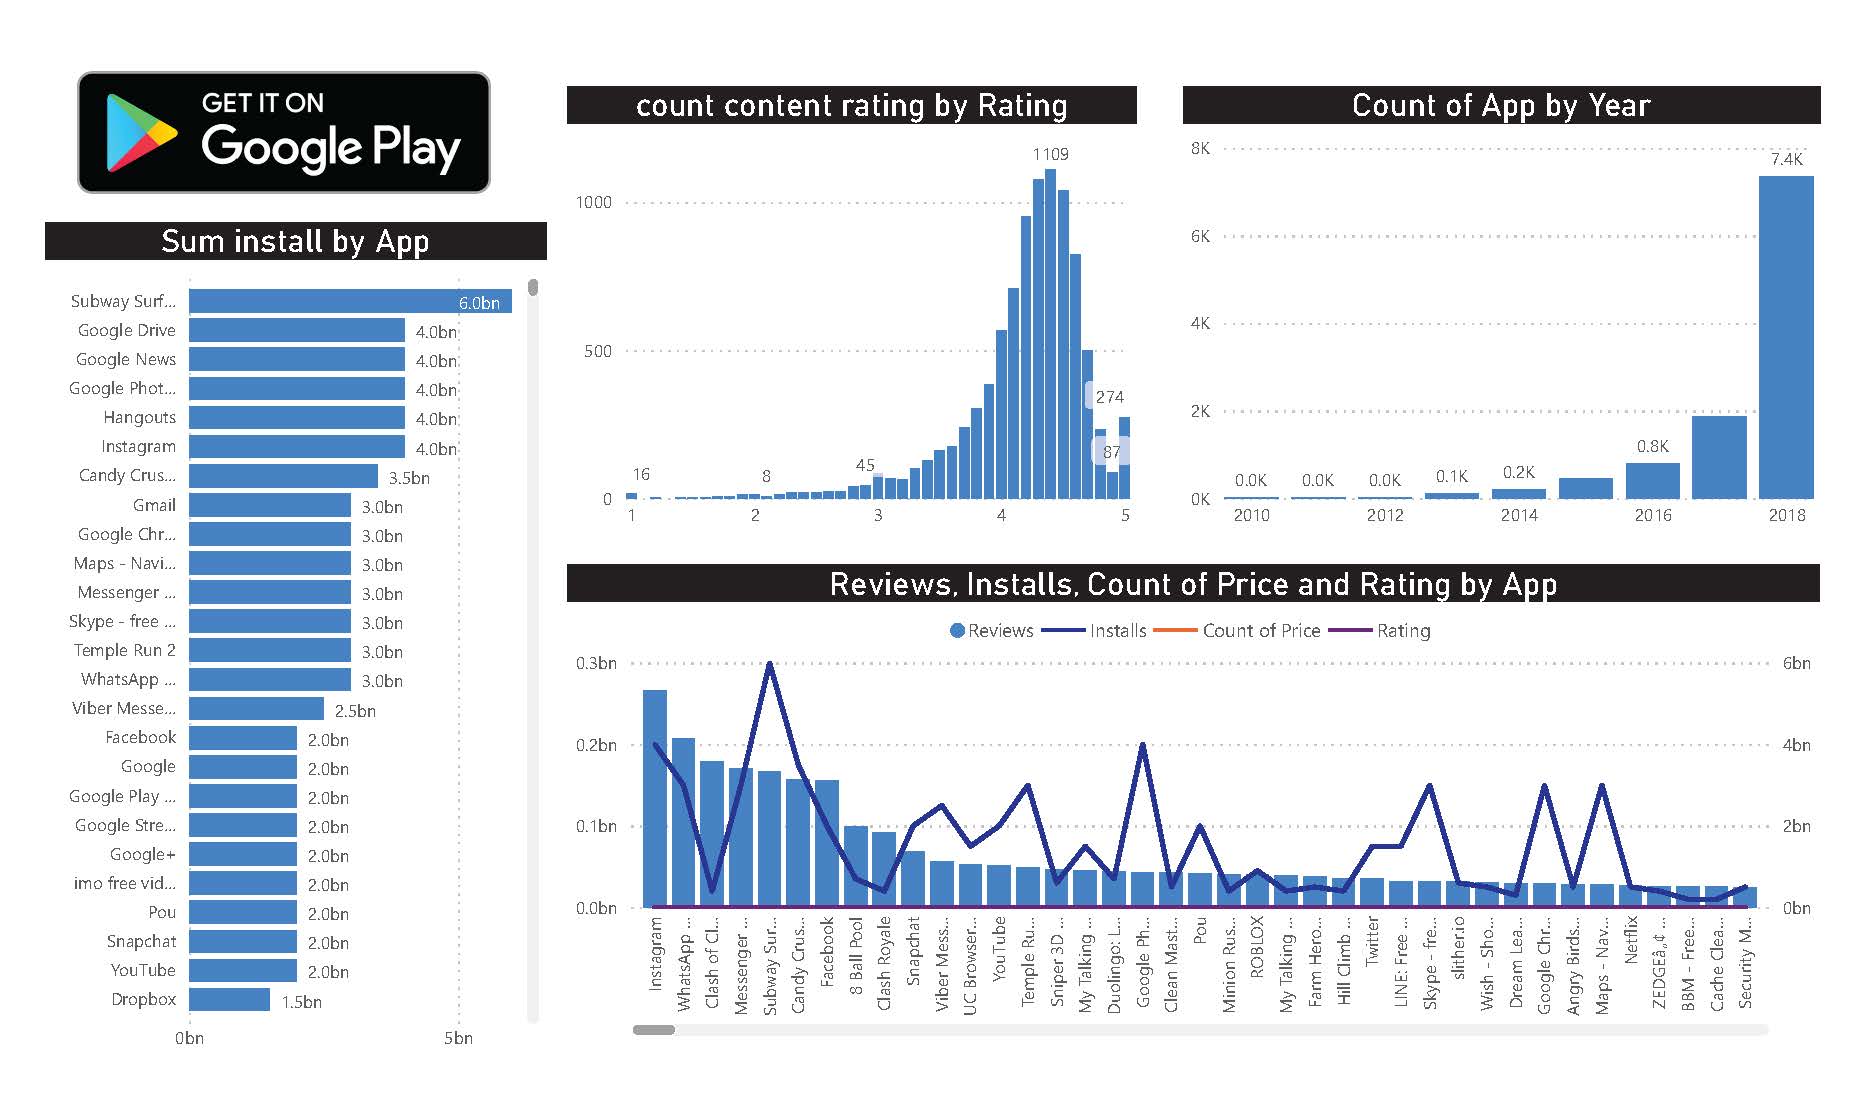 GET IT ON
Google Play
Sum install by App
Subway Surf... 6.0bn
Google Drive 4.0bn
Google News 4.0bn
Google Phot... 4.0bn
Hangouts 4.0bn
Instagram 4.0bn
Candy Crus... 3.5bn
Gmail 3.0bn
Google Chr... 3.0bn
Maps - Navi... 3.0bn
Messenger ... 3.0bn
Skype - free ... 3.0bn
Temple Run 2 3.0bn
WhatsApp ... 3.0bn
Viber Messe... 2.5bn
Facebook 2.0bn
Google 2.0bn
Google Play ... 2.0bn
Google Stre... 2.0bn
Google+ 2.0bn
imo free vid... 2.0bn
Pou 2.0bn
Snapchat 2.0bn
YouTube 2.0bn
Dropbox 1.5bn
0bn 5bn
count content rating by Rating
1109
1000
500
274
87
45
16 8
0
1 2 3 4 5
Count of App by Year
8K
7.4K
6K
4K
2K
0.8K
0.0K 0.0K 0.0K 0.1K 0.2K
0K
2010 2012 2014 2016 2018
Reviews, Installs, Count of Price and Rating by App
Reviews Installs Count of Price Rating
0.3bn 6bn
0.2bn 4bn
0.1bn 2bn
0.0bn 0bn
Instagram
WhatsApp ...
Clash of Cl...
Messenger ...
Subway Sur...
Candy Crus...
Facebook
8 Ball Pool
Clash Royale
Snapchat
Viber Mess...
UC Browser...
YouTube
Temple Ru...
Sniper 3D ...
My Talking ...
Duolingo: L...
Google Ph...
Clean Mast...
Pou
Minion Rus...
ROBLOX
My Talking ...
Farm Hero...
Hill Climb ...
Twitter
LINE: Free ...
Skype - fre...
slither.io
Wish - Sho...
Dream Lea...
Google Chr...
Angry Birds...
Maps - Nav...
Netflix
ZEDGEâ„¢ ...
BBM - Free...
Cache Clea...
Security M...